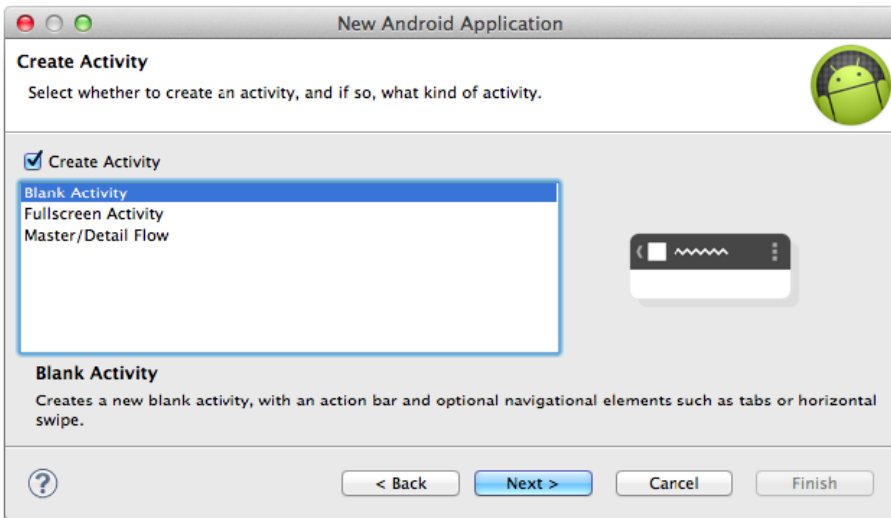 New Android Application
Create Activity
Select whether to create an activity, and if so, what kind of activity.
Create Activity
Blank Activity
Fullscreen Activity
Master/Detail Flow
Blank Activity
Creates a new blank activity, with an action bar and optional navigational elements such as tabs or horizontal
swipe.
?
< Back
Next >
Cancel
Finish